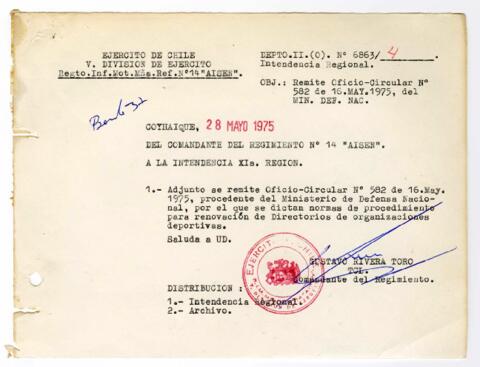 EJERCITO DE CHILE
V. DIVISION DE EJERCITO
Regto.Inf.Mot.MSa.Ref.N°14"AISEN".
DEPTO.II.(O). N° 6863/ 4
Intendencia Regional.
OBJ.: Remite Oficio-Circular N°
582 de 16.MAY.1975, del
MIN. DEF. NAC.
COYHAIQUE, 28 MAYO 1975
DEL COMANDANTE DEL REGIMIENTO N° 14 "AISEN".
A LA INTENDENCIA XIa. REGION.
1.- Adjunto se remite Oficio-Circular N° 582 de 16.May.
1975, procedente del Ministerio de Defensa Nacio-
nal, por el que se dictan normas de procedimiento
para renovación de Directorios de organizaciones
deportivas.
Saluda a UD.
GUSTAVO RIVERA TORO
TCL.
Comandante del Regimiento.
DISTRIBUCION :
1.- Intendencia Regional.
2.- Archivo.